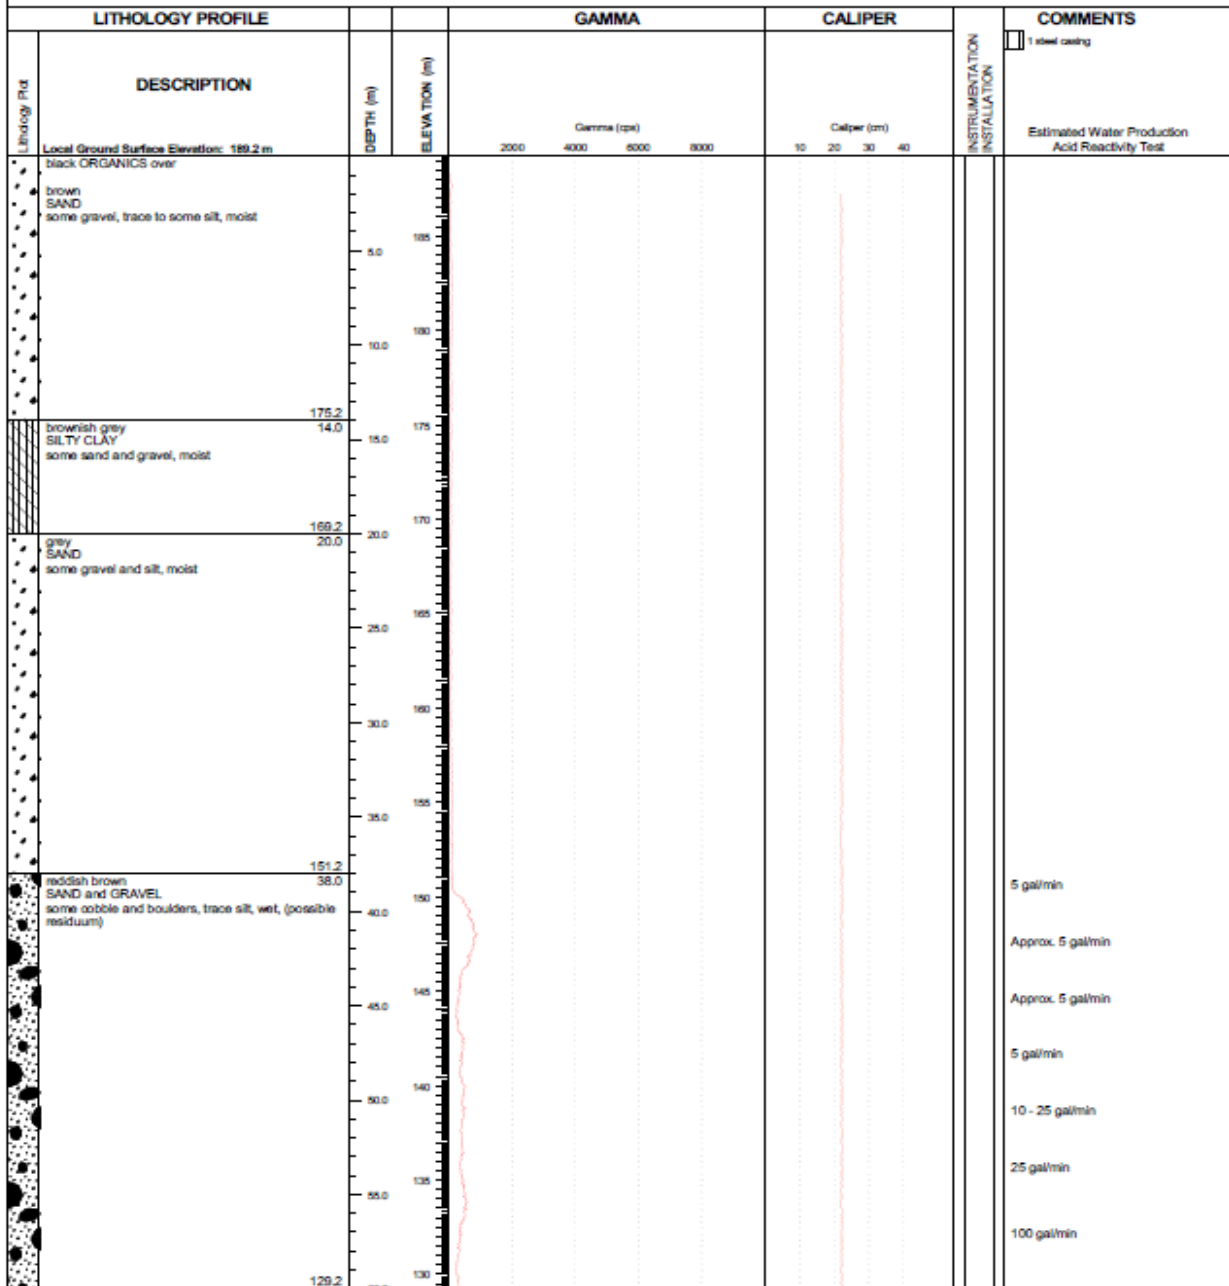 LITHOLOGY PROFILE
GAMMA
CALIPER
COMMENTS
1 steel casing
Lithology Plot
DESCRIPTION
DEPTH (m)
ELEVATION (m)
INSTRUMENTATION
INSTALLATION
Gamma (cps)
Caliper (cm)
Estimated Water Production
Acid Reactivity Test
Local Ground Surface Elevation: 189.2 m
2000 4000 6000 8000
10 20 30 40
black ORGANICS over
brown
SAND
some gravel, trace to some silt, moist
185
5.0
180
10.0
175.2
brownish grey 14.0
SILTY CLAY
some sand and gravel, moist
175
15.0
170
169.2
20.0
grey 20.0
SAND
some gravel and silt, moist
165
25.0
160
30.0
155
35.0
151.2
reddish brown 38.0
SAND and GRAVEL
some cobble and boulders, trace silt, wet, (possible
residuum)
5 gal/min
150
40.0
Approx. 5 gal/min
145
Approx. 5 gal/min
45.0
5 gal/min
140
50.0
10 - 25 gal/min
25 gal/min
135
55.0
100 gal/min
130
129.2